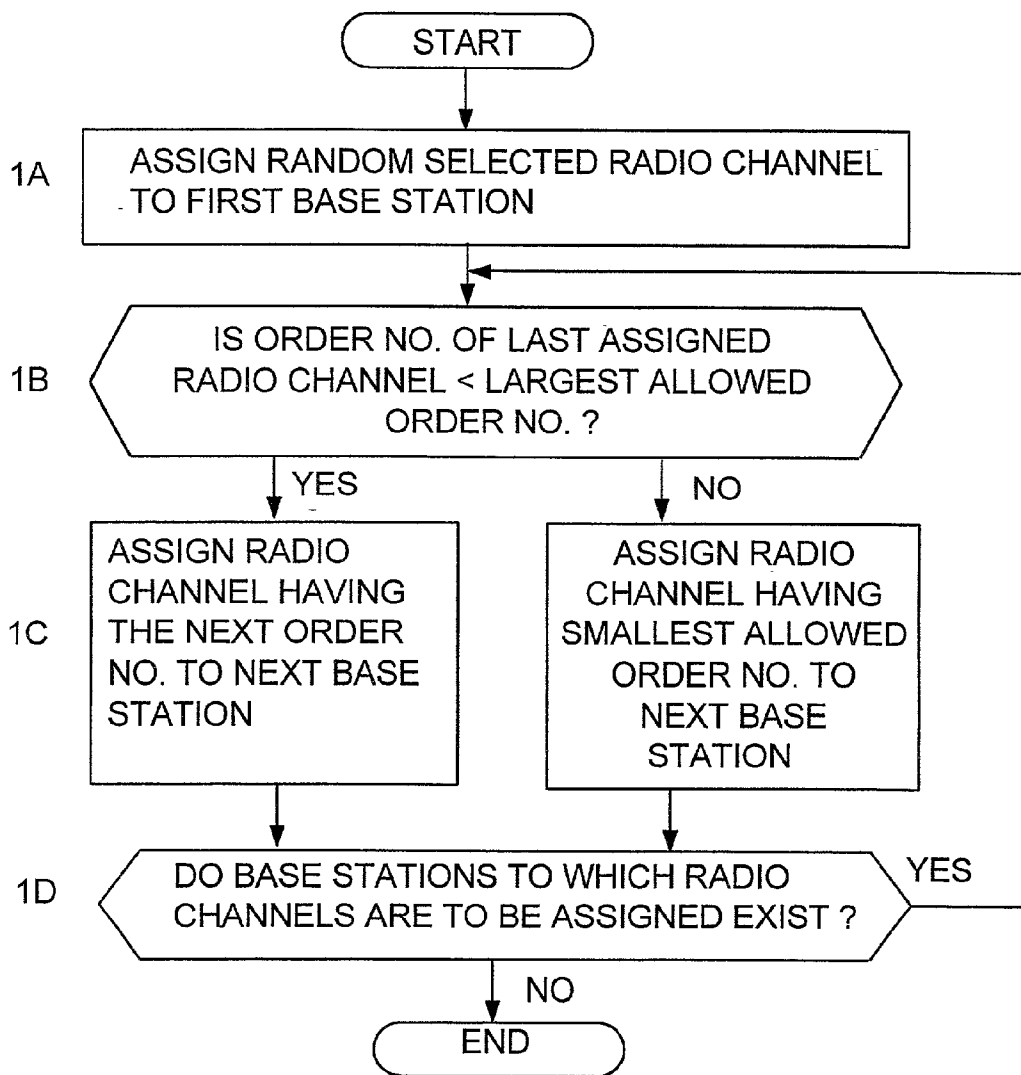 START
1A
ASSIGN RANDOM SELECTED RADIO CHANNEL
TO FIRST BASE STATION
1B
IS ORDER NO. OF LAST ASSIGNED
RADIO CHANNEL < LARGEST ALLOWED
ORDER NO. ?
YES
NO
1C
ASSIGN RADIO
CHANNEL HAVING
THE NEXT ORDER
NO. TO NEXT BASE
STATION
ASSIGN RADIO
CHANNEL HAVING
SMALLEST ALLOWED
ORDER NO. TO
NEXT BASE
STATION
1D
DO BASE STATIONS TO WHICH RADIO
CHANNELS ARE TO BE ASSIGNED EXIST ?
YES
NO
END